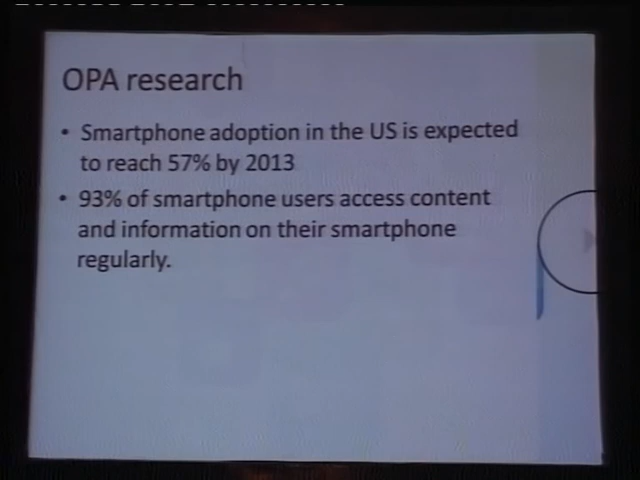 OPA research
• Smartphone adoption in the US is expected
to reach 57% by 2013
• 93% of smartphone users access content
and information on their smartphone
regularly.